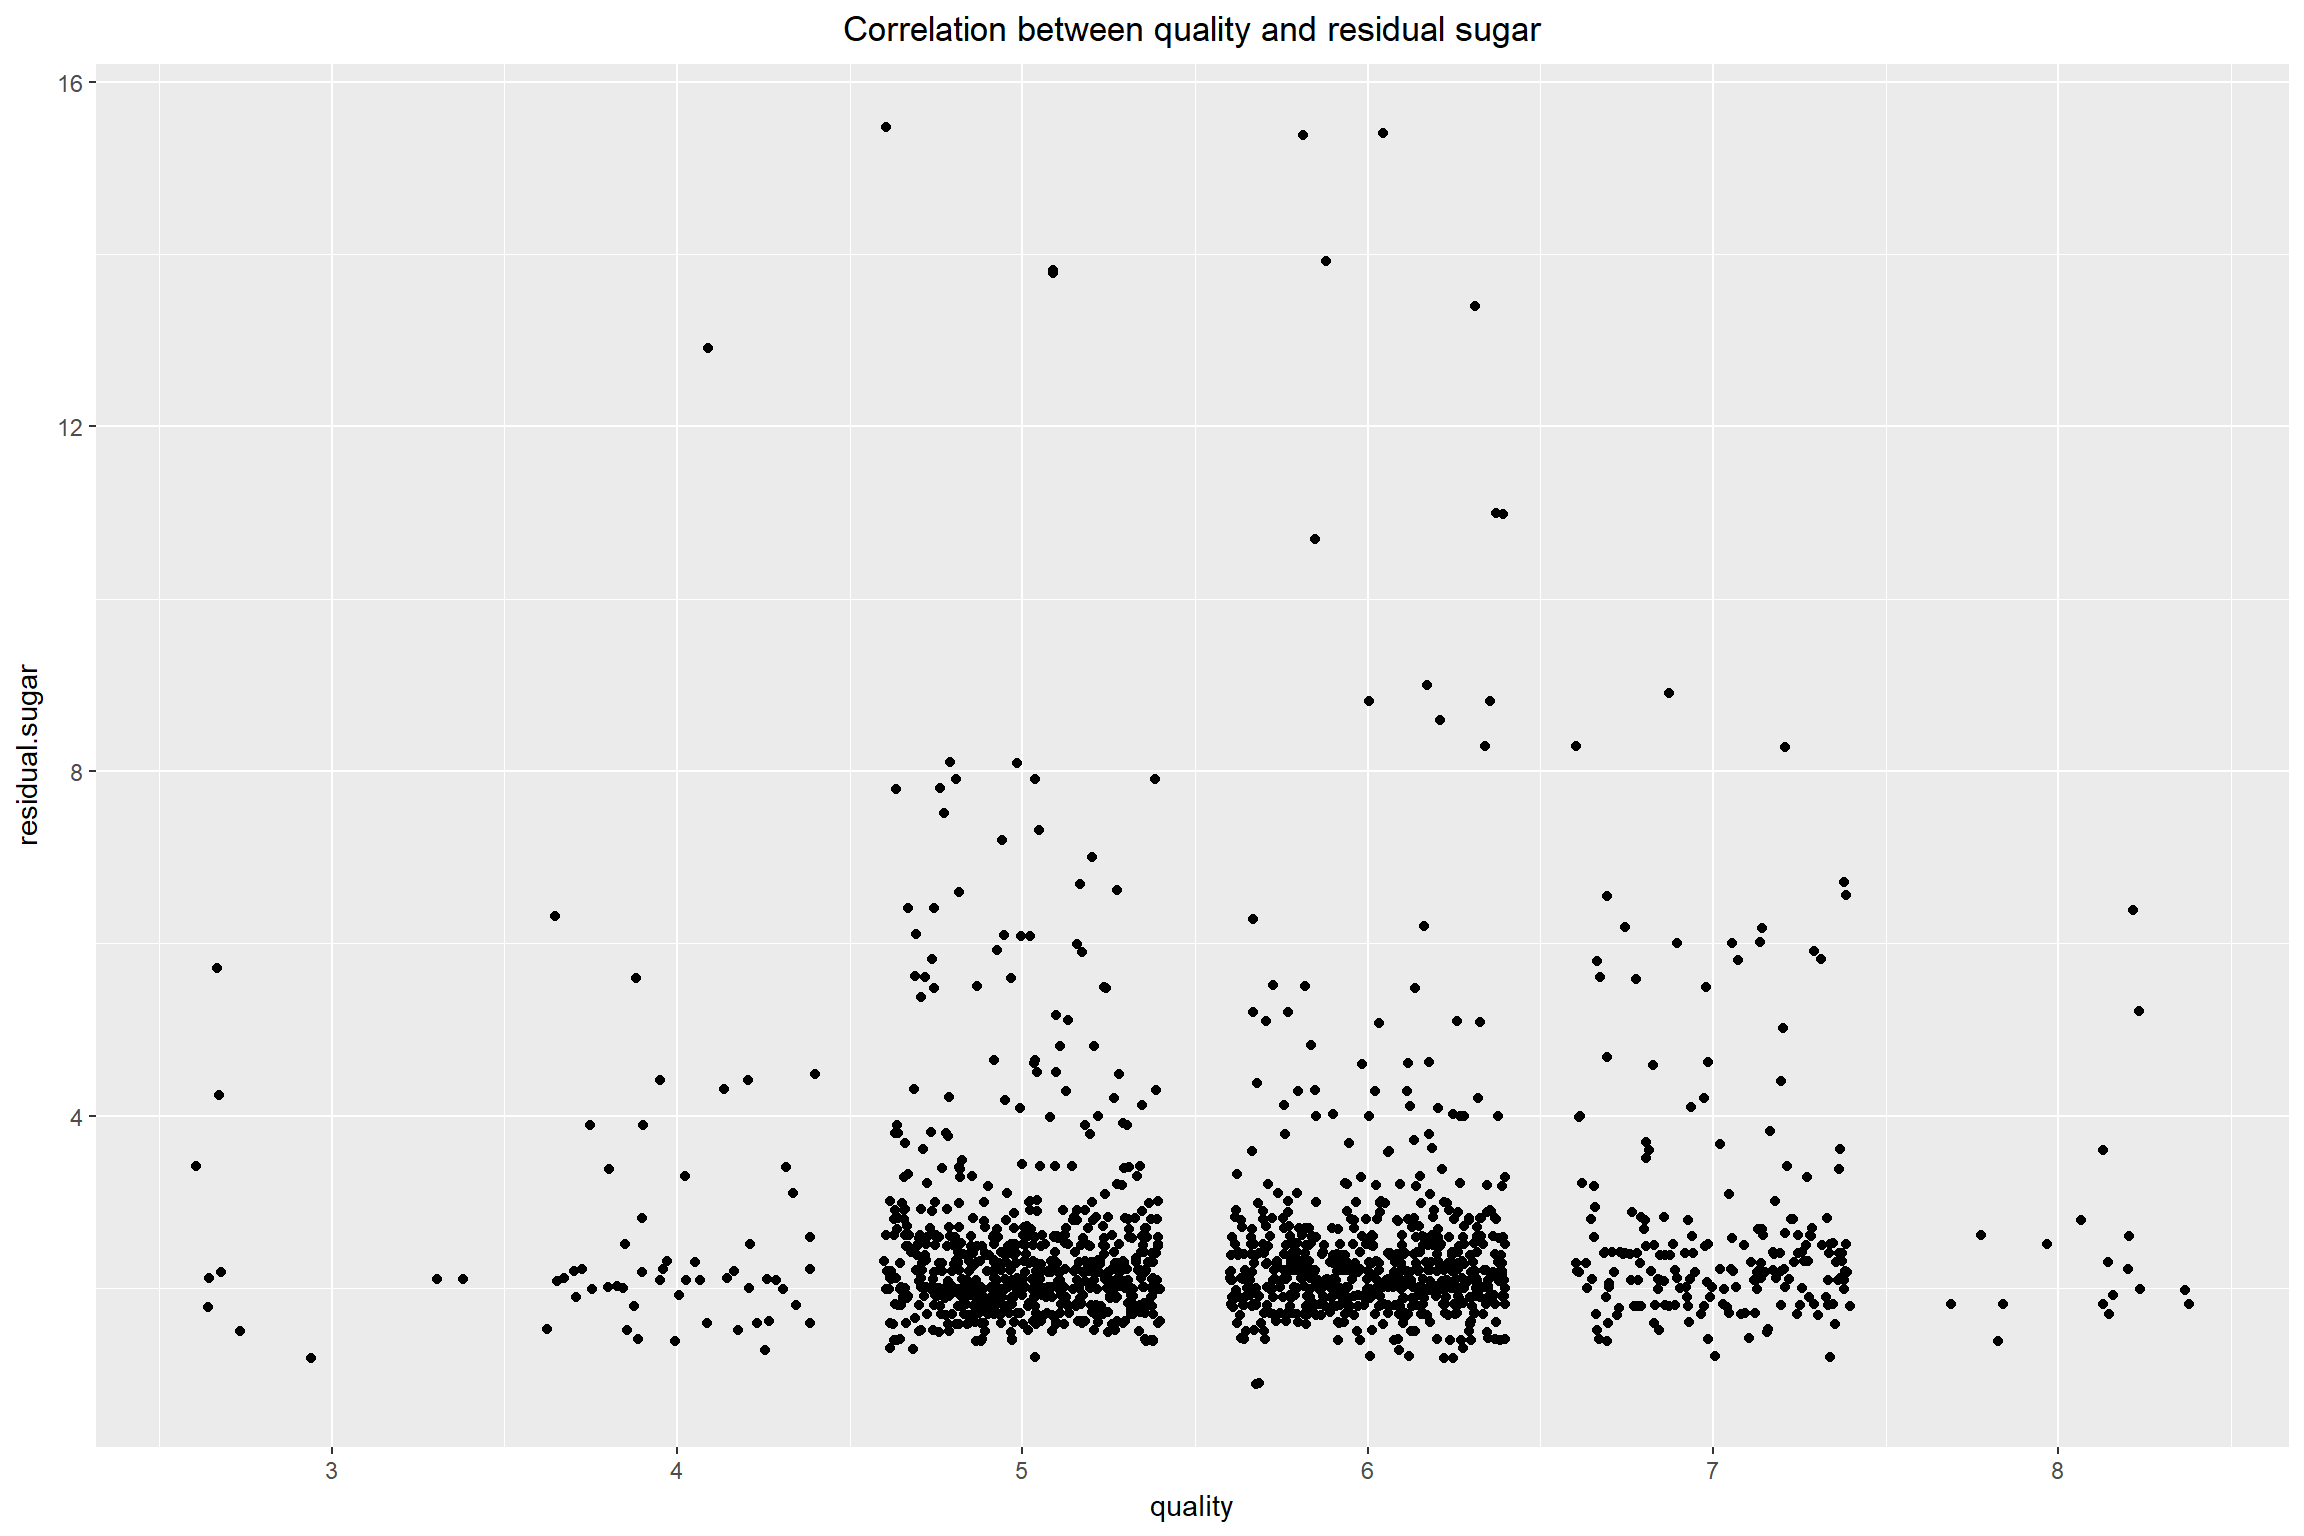 Correlation between quality and residual sugar
16
12
8
4
residual.sugar
3 4 5 6 7 8
quality